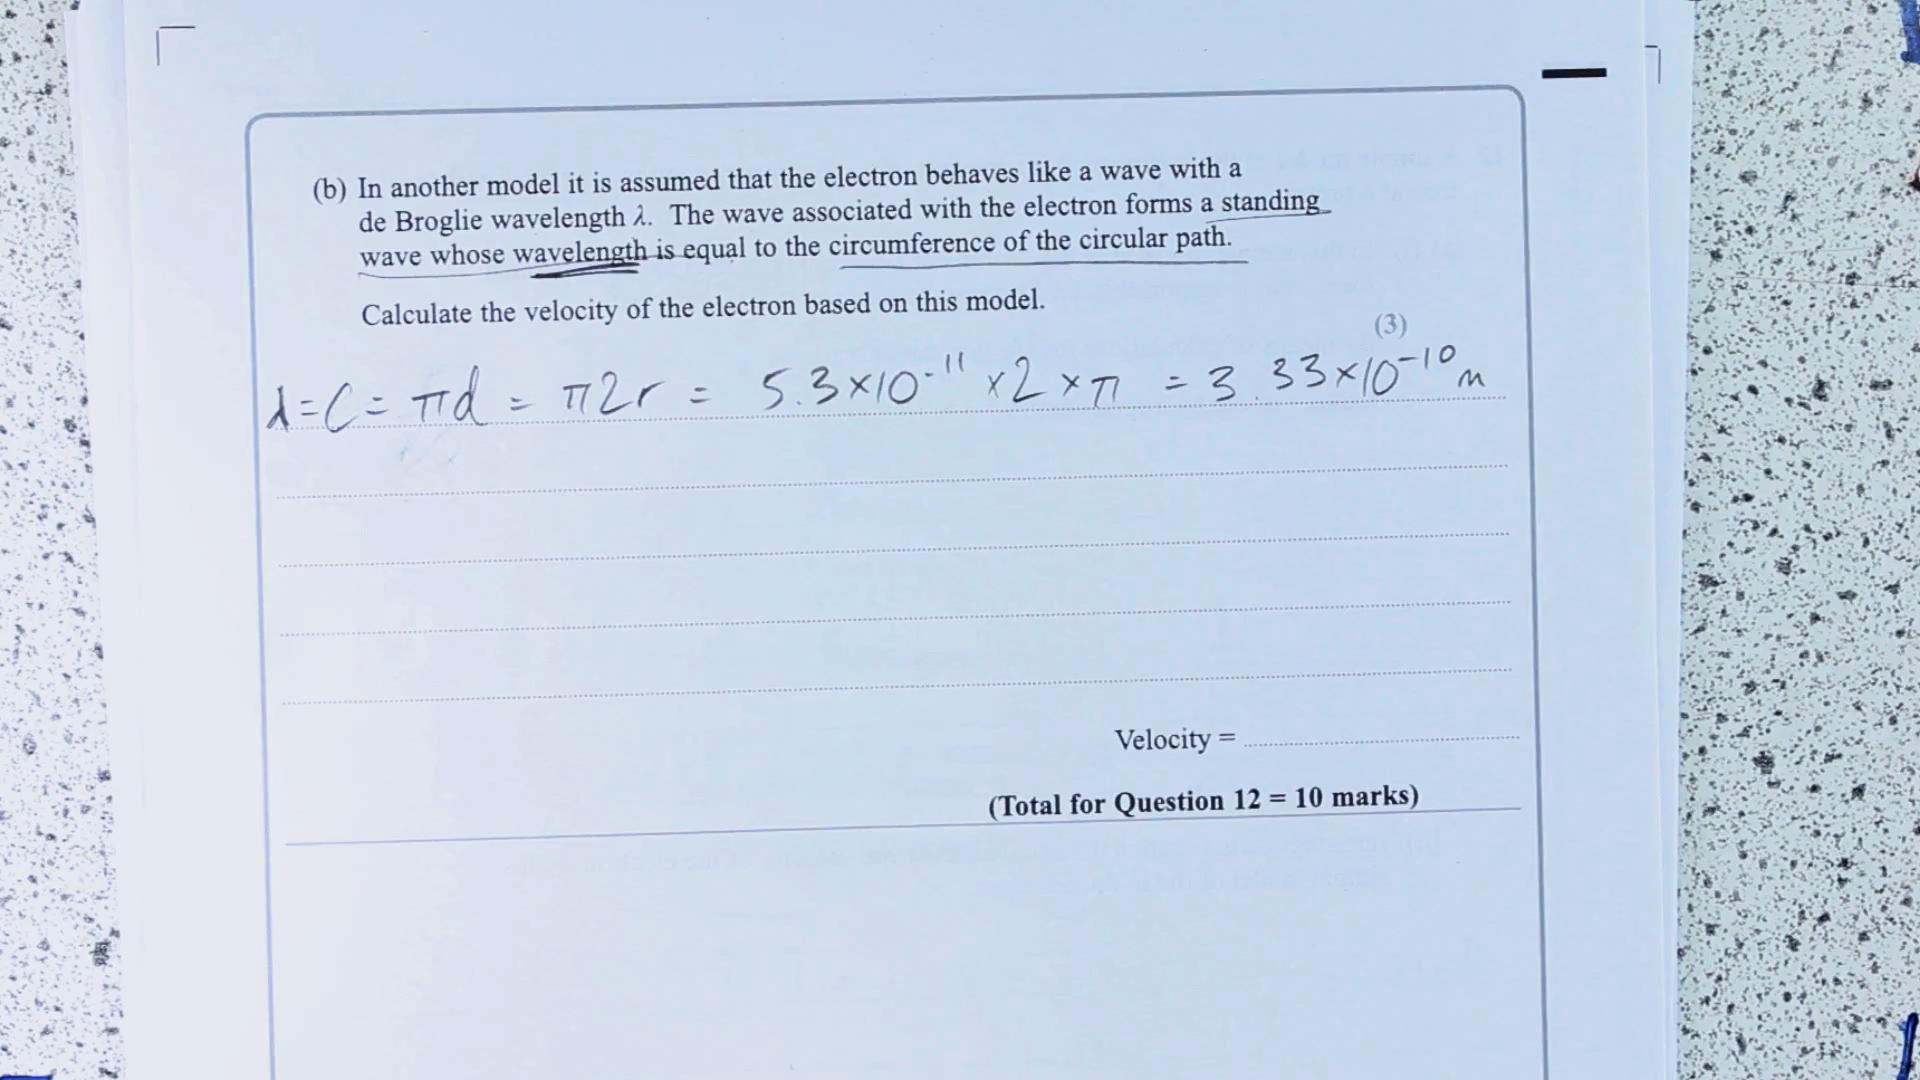 (b) In another model it is assumed that the electron behaves like a wave with a
de Broglie wavelength λ. The wave associated with the electron forms a standing
wave whose wavelength is equal to the circumference of the circular path.
Calculate the velocity of the electron based on this model.
(3)
λ = C = πd = π2r = 5.3×10⁻¹¹ ×2 ×π = 3.33×10⁻¹⁰ m
Velocity =
(Total for Question 12 = 10 marks)